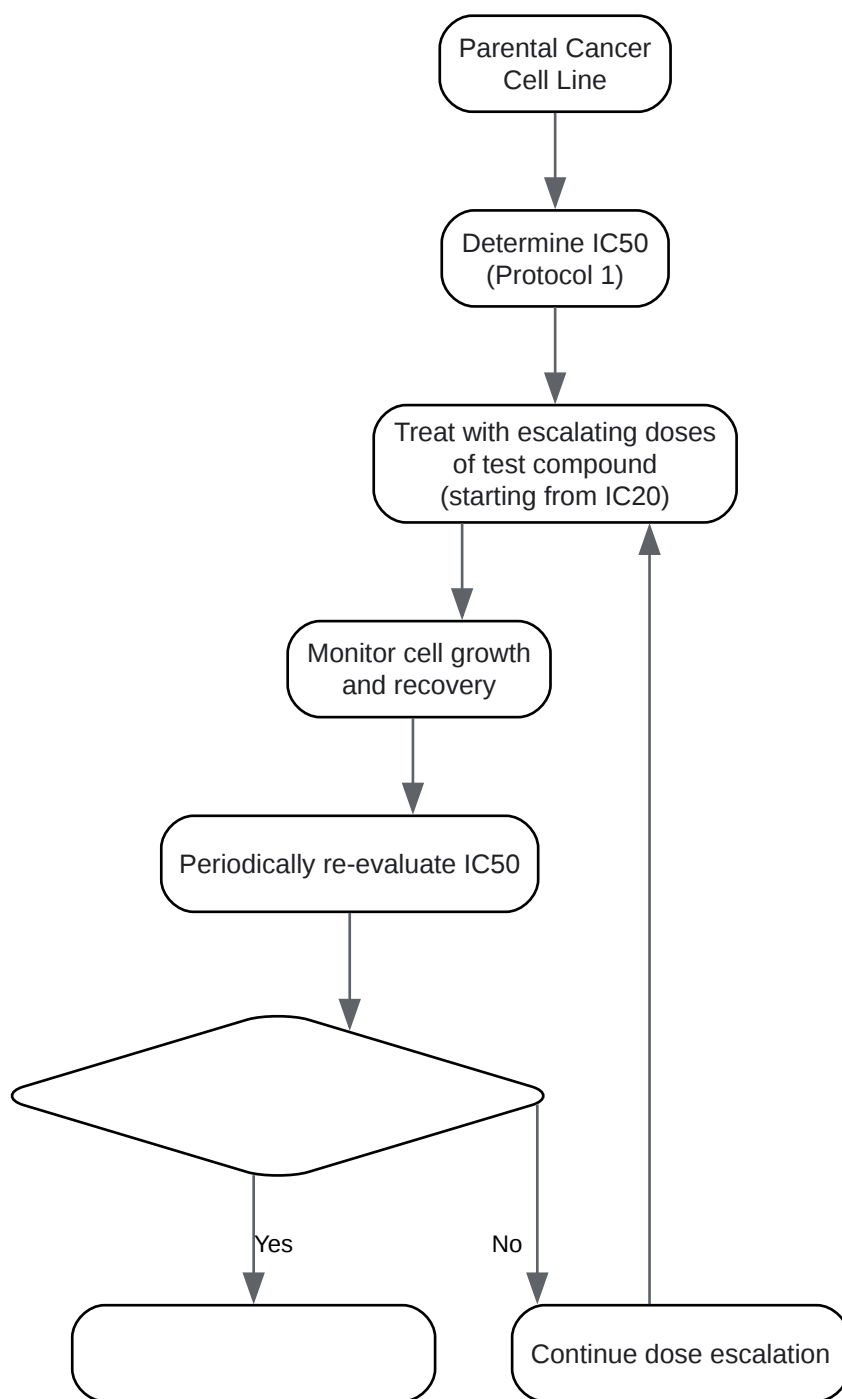 Parental Cancer
Cell Line
Determine IC50
(Protocol 1)
Treat with escalating doses
of test compound
(starting from IC20)
Monitor cell growth
and recovery
Periodically re-evaluate IC50
Yes
No
Continue dose escalation